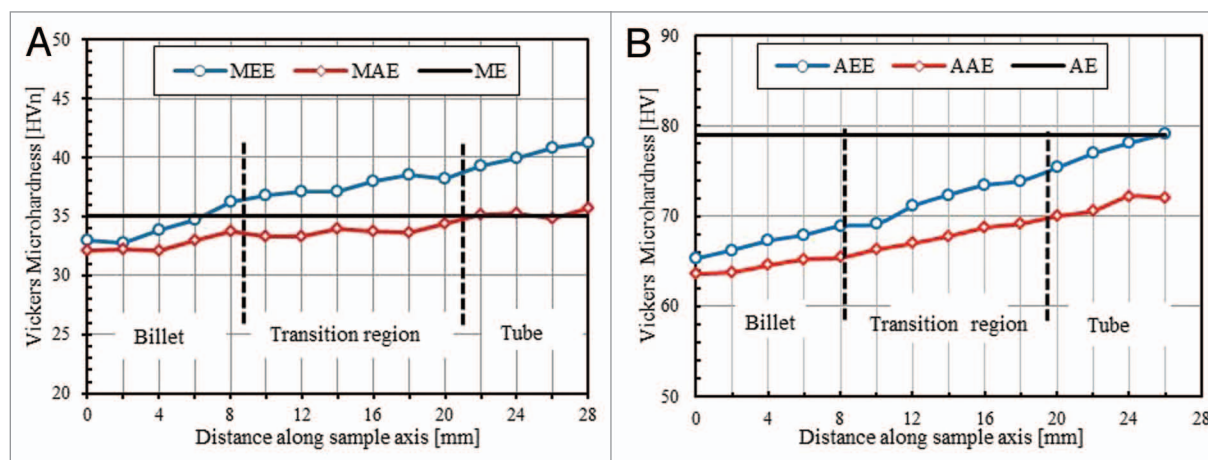 A
MEE MAE ME
Vickers Microhardness [HVn]
50
45
40
35
30
25
20
Billet Transition region Tube
0 4 8 12 16 20 24 28
Distance along sample axis [mm]
B
AEE AAE AE
Vickers Microhardness [HV]
90
80
70
60
50
Billet Transition region Tube
0 4 8 12 16 20 24 28
Distance along sample axis [mm]